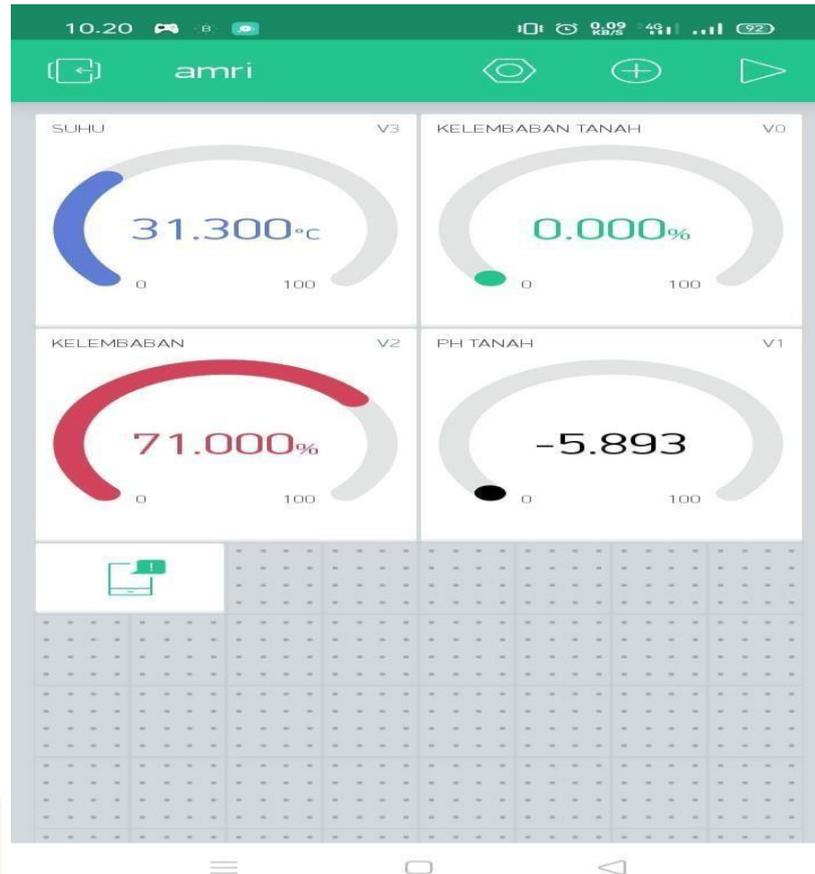 10.20 B 0.09 KB/S 4G 92
amri
SUHU V3
31.300°C
0 100
KELEMBABAN TANAH V0
0.000%
0 100
KELEMBABAN V2
71.000%
0 100
PH TANAH V1
-5.893
0 100
!